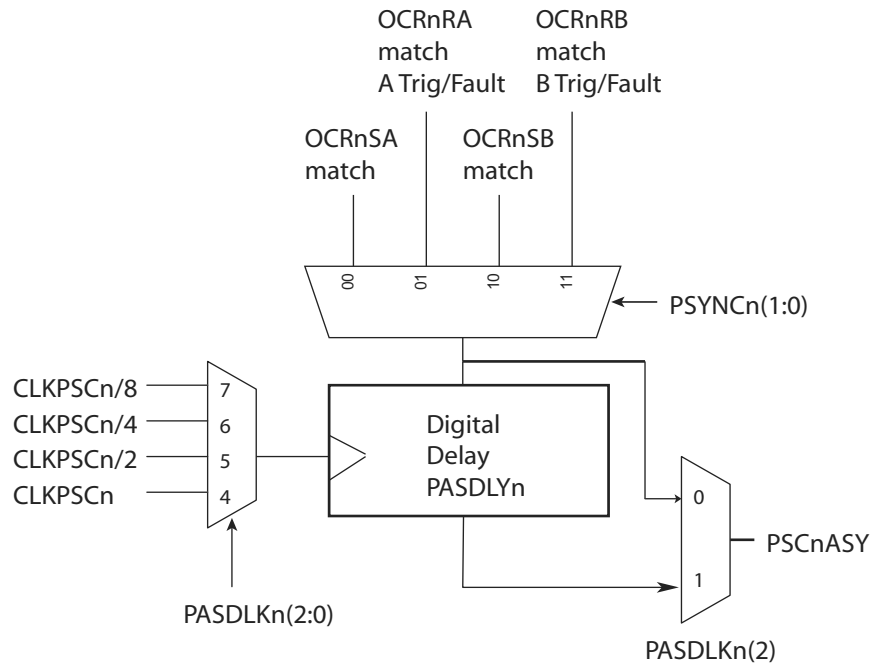 OCRnRA
match
A Trig/Fault
OCRnRB
match
B Trig/Fault
OCRnSA
match
OCRnSB
match
00
01
10
11
PSYNCn(1:0)
CLKPSCn/8
CLKPSCn/4
CLKPSCn/2
CLKPSCn
7
6
5
4
Digital
Delay
PASDLYn
0
1
PSCnASY
PASDLKn(2:0)
PASDLKn(2)